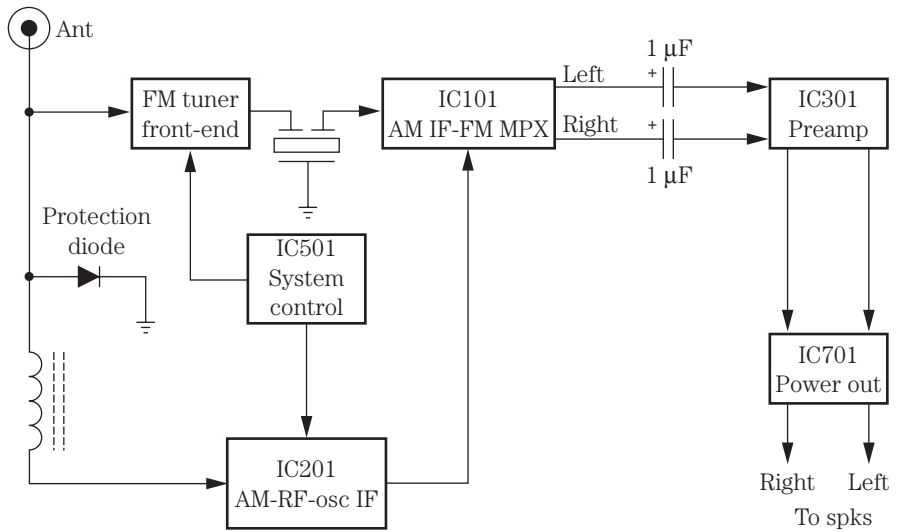 Ant
FM tuner
front-end
IC101
AM IF-FM MPX
Left
Right
1 µF
+
+
1 µF
IC301
Preamp
Protection
diode
IC501
System
control
IC701
Power out
IC201
AM-RF-osc IF
Right
Left
To spks